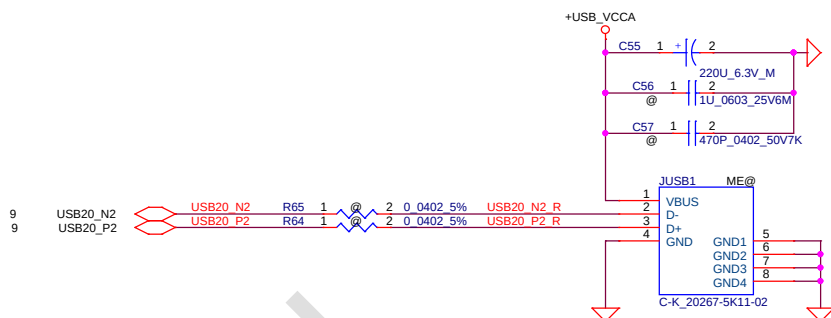 +USB_VCCA
C55 1 + 2
220U_6.3V_M
C56 1 2
@ 1U_0603_25V6M
C57 1 2
@ 470P_0402_50V7K
JUSB1 ME@
1 VBUS
9 USB20_N2 USB20_N2 R65 1 @ 2 0_0402_5% USB20_N2_R 2 D-
9 USB20_P2 USB20_P2 R64 1 @ 2 0_0402_5% USB20_P2_R 3 D+
4 GND GND1 5
GND2 6
GND3 7
GND4 8
C-K_20267-5K11-02